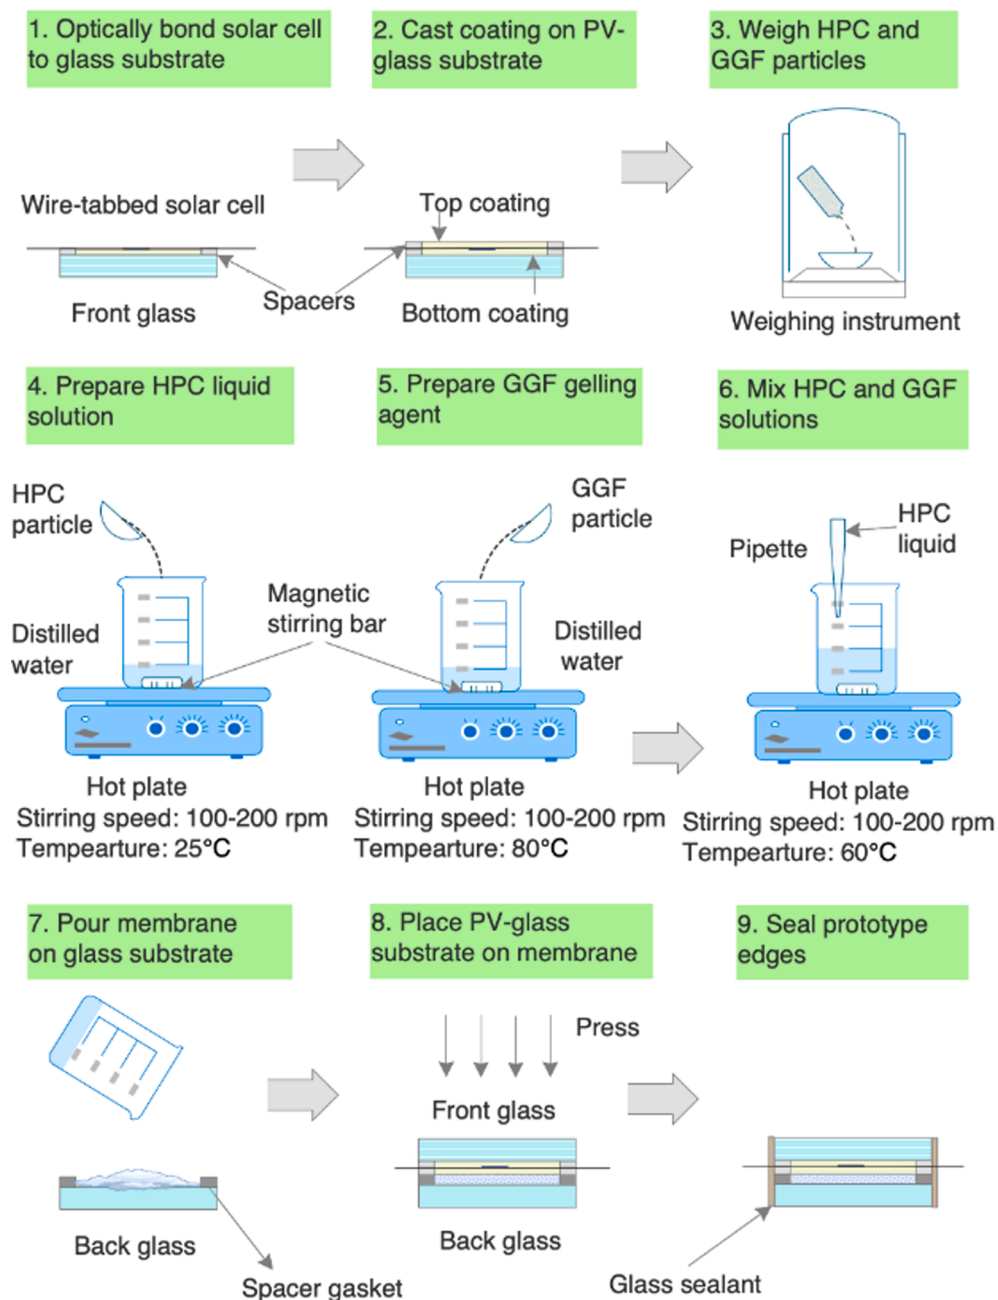 1. Optically bond solar cell
to glass substrate
2. Cast coating on PV-
glass substrate
3. Weigh HPC and
GGF particles
Wire-tabbed solar cell
Front glass
Spacers
Top coating
Bottom coating
Weighing instrument
4. Prepare HPC liquid
solution
5. Prepare GGF gelling
agent
6. Mix HPC and GGF
solutions
HPC
particle
Distilled
water
Magnetic
stirring bar
GGF
particle
Distilled
water
Pipette
HPC
liquid
Hot plate
Stirring speed: 100-200 rpm
Tempearture: 25°C
Hot plate
Stirring speed: 100-200 rpm
Tempearture: 80°C
Hot plate
Stirring speed: 100-200 rpm
Tempearture: 60°C
7. Pour membrane
on glass substrate
8. Place PV-glass
substrate on membrane
9. Seal prototype
edges
Back glass
Spacer gasket
Press
Front glass
Back glass
Glass sealant